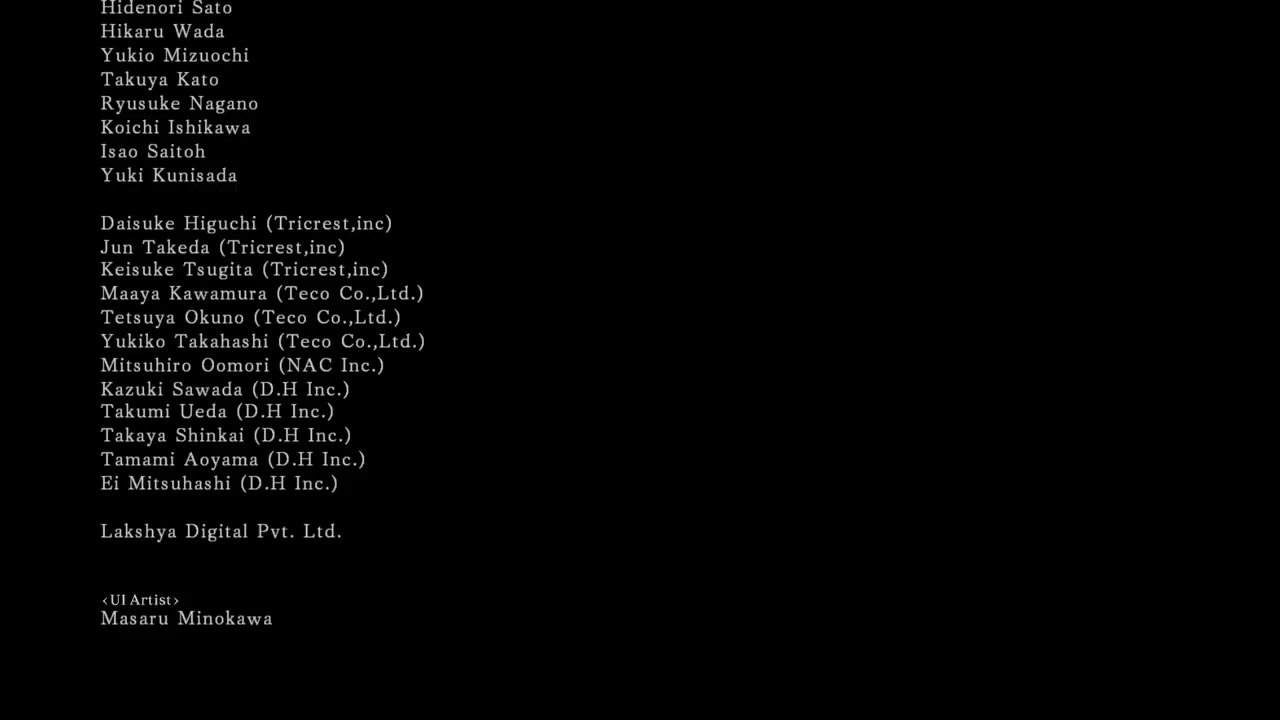 Hidenori Sato
Hikaru Wada
Yukio Mizuochi
Takuya Kato
Ryusuke Nagano
Koichi Ishikawa
Isao Saitoh
Yuki Kunisada
Daisuke Higuchi (Tricrest,inc)
Jun Takeda (Tricrest,inc)
Keisuke Tsugita (Tricrest,inc)
Maaya Kawamura (Teco Co.,Ltd.)
Tetsuya Okuno (Teco Co.,Ltd.)
Yukiko Takahashi (Teco Co.,Ltd.)
Mitsuhiro Oomori (NAC Inc.)
Kazuki Sawada (D.H Inc.)
Takumi Ueda (D.H Inc.)
Takaya Shinkai (D.H Inc.)
Tamami Aoyama (D.H Inc.)
Ei Mitsuhashi (D.H Inc.)
Lakshya Digital Pvt. Ltd.
<UI Artist>
Masaru Minokawa